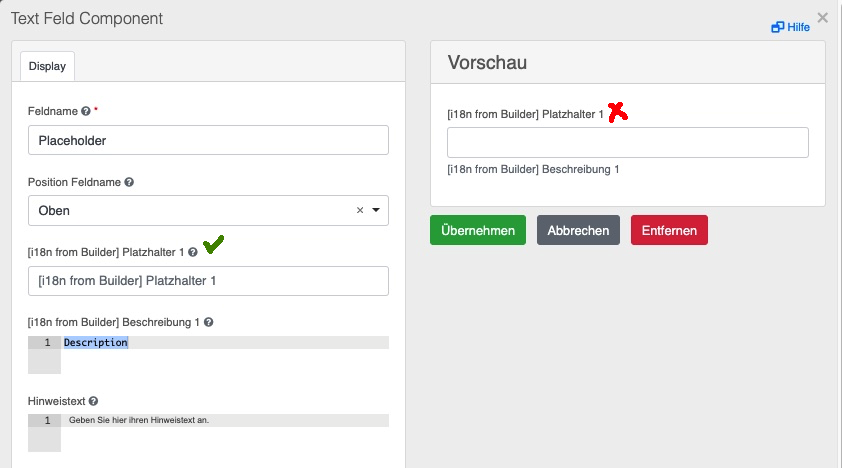 Text Feld Component
×
Hilfe
Display
Feldname ? *
Placeholder
Position Feldname ?
Oben ×
[i18n from Builder] Platzhalter 1 ?
[i18n from Builder] Platzhalter 1
[i18n from Builder] Beschreibung 1 ?
1 Description
Hinweistext ?
1 Geben Sie hier ihren Hinweistext an.
Vorschau
[i18n from Builder] Platzhalter 1
[i18n from Builder] Beschreibung 1
Übernehmen Abbrechen Entfernen